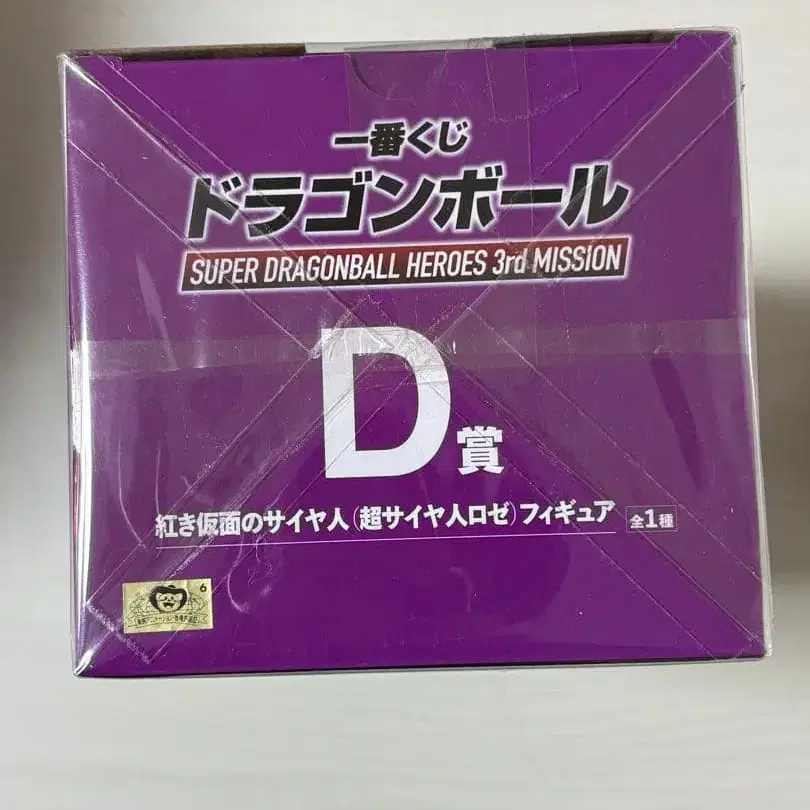 一番くじ
ドラゴンボール
SUPER DRAGONBALL HEROES 3rd MISSION
D賞
紅き仮面のサイヤ人(超サイヤ人ロゼ)フィギュア 全1種
6